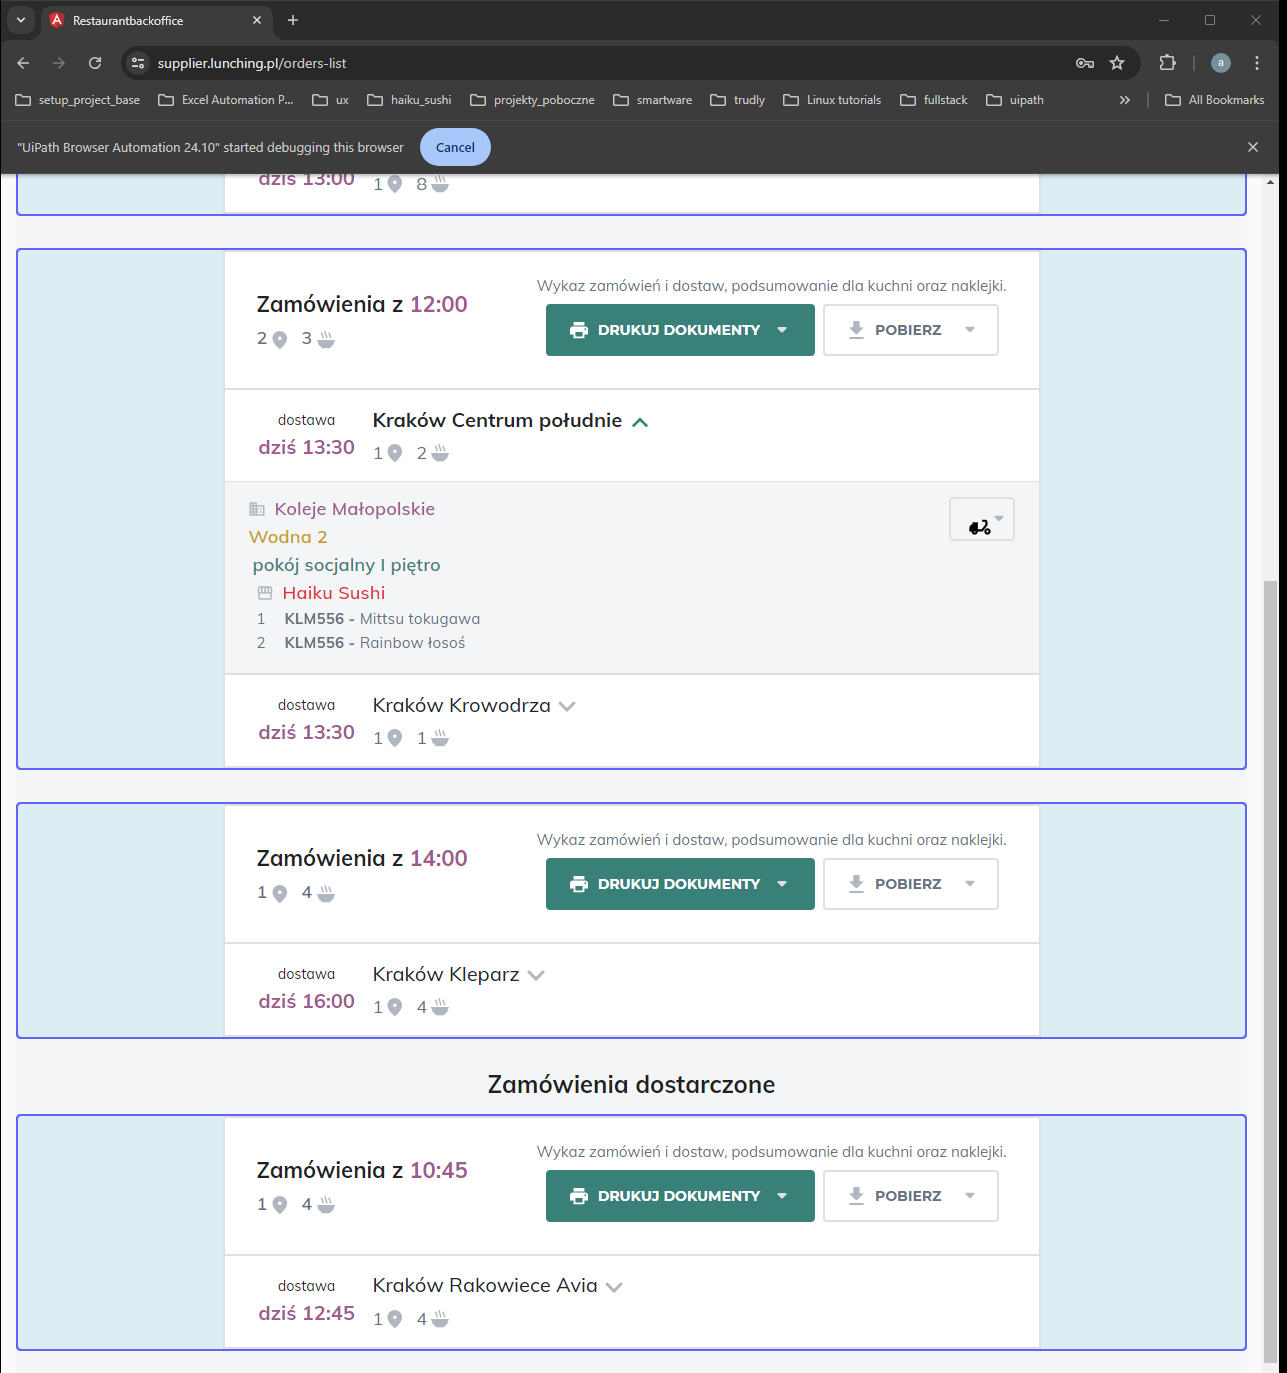 Restaurantbackoffice
supplier.lunching.pl/orders-list
a
setup_project_base
Excel Automation P...
ux
haiku_sushi
projekty_poboczne
smartware
trudly
Linux tutorials
fullstack
uipath
All Bookmarks
"UiPath Browser Automation 24.10" started debugging this browser
Cancel
dziś 13:00
1 8
Wykaz zamówień i dostaw, podsumowanie dla kuchni oraz naklejki.
Zamówienia z 12:00
DRUKUJ DOKUMENTY
POBIERZ
2 3
dostawa
Kraków Centrum południe
dziś 13:30
1 2
Koleje Małopolskie
Wodna 2
pokój socjalny I piętro
Haiku Sushi
1 KLM556 - Mittsu tokugawa
2 KLM556 - Rainbow łosoś
dostawa
Kraków Krowodrza
dziś 13:30
1 1
Wykaz zamówień i dostaw, podsumowanie dla kuchni oraz naklejki.
Zamówienia z 14:00
DRUKUJ DOKUMENTY
POBIERZ
1 4
dostawa
Kraków Kleparz
dziś 16:00
1 4
Zamówienia dostarczone
Wykaz zamówień i dostaw, podsumowanie dla kuchni oraz naklejki.
Zamówienia z 10:45
DRUKUJ DOKUMENTY
POBIERZ
1 4
dostawa
Kraków Rakowiece Avia
dziś 12:45
1 4